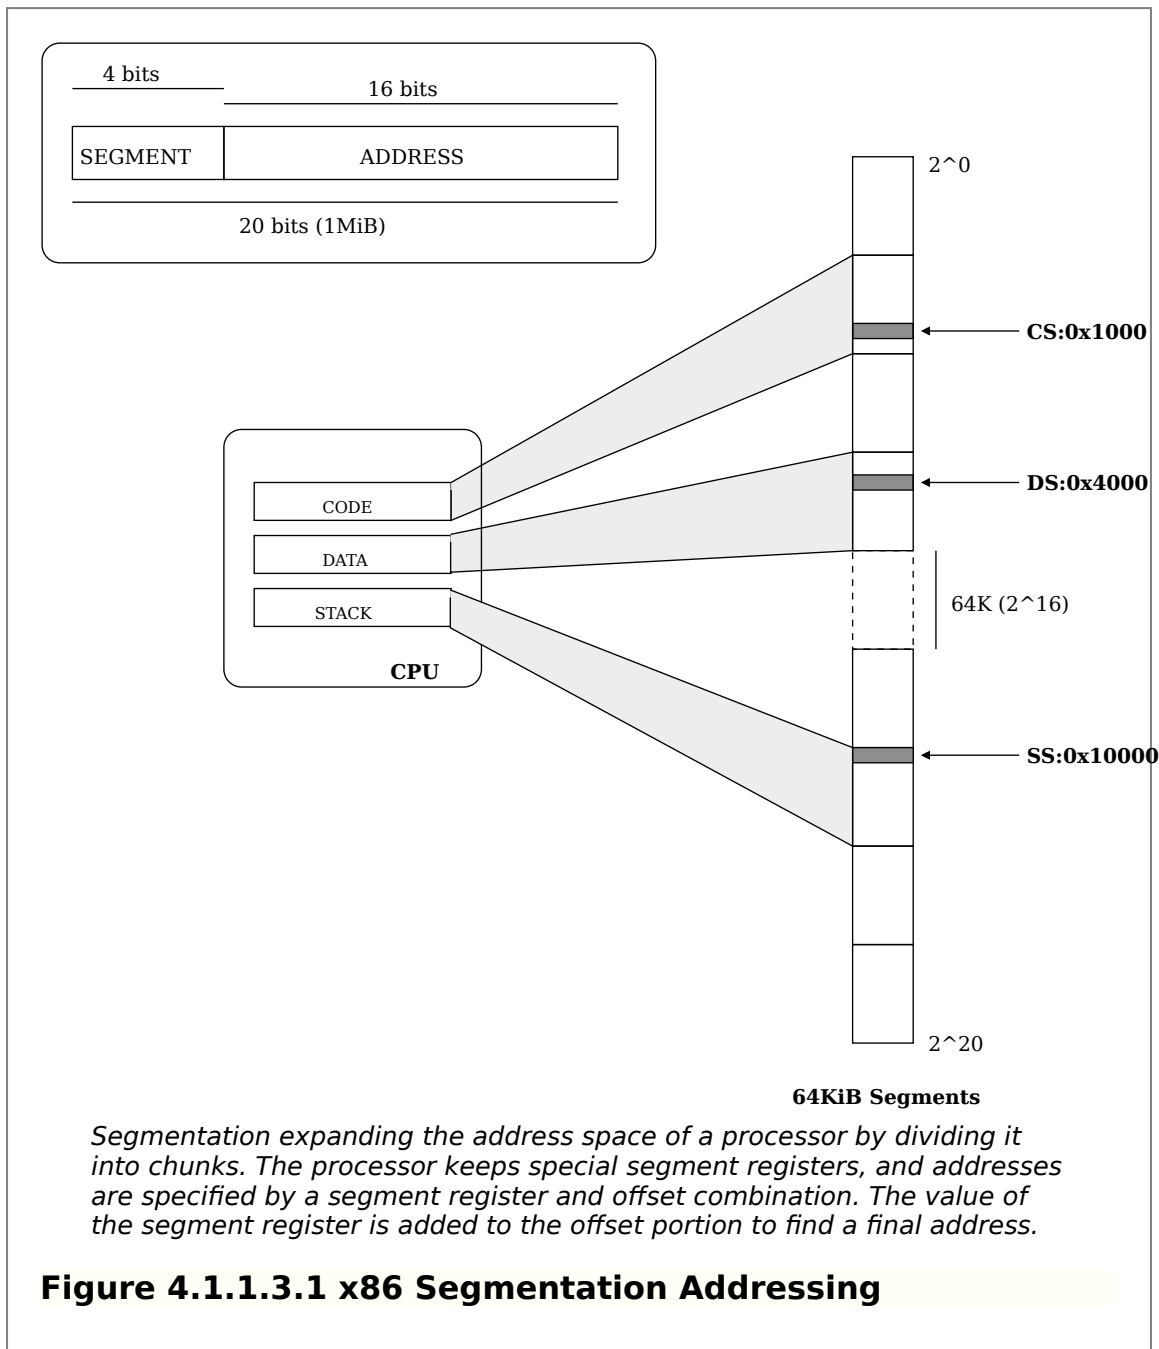 4 bits
16 bits
SEGMENT ADDRESS
20 bits (1MiB)
2^0
CS:0x1000
DS:0x4000
CODE
DATA
STACK
CPU
64K (2^16)
SS:0x10000
2^20
64KiB Segments
Segmentation expanding the address space of a processor by dividing it
into chunks. The processor keeps special segment registers, and addresses
are specified by a segment register and offset combination. The value of
the segment register is added to the offset portion to find a final address.
Figure 4.1.1.3.1 x86 Segmentation Addressing